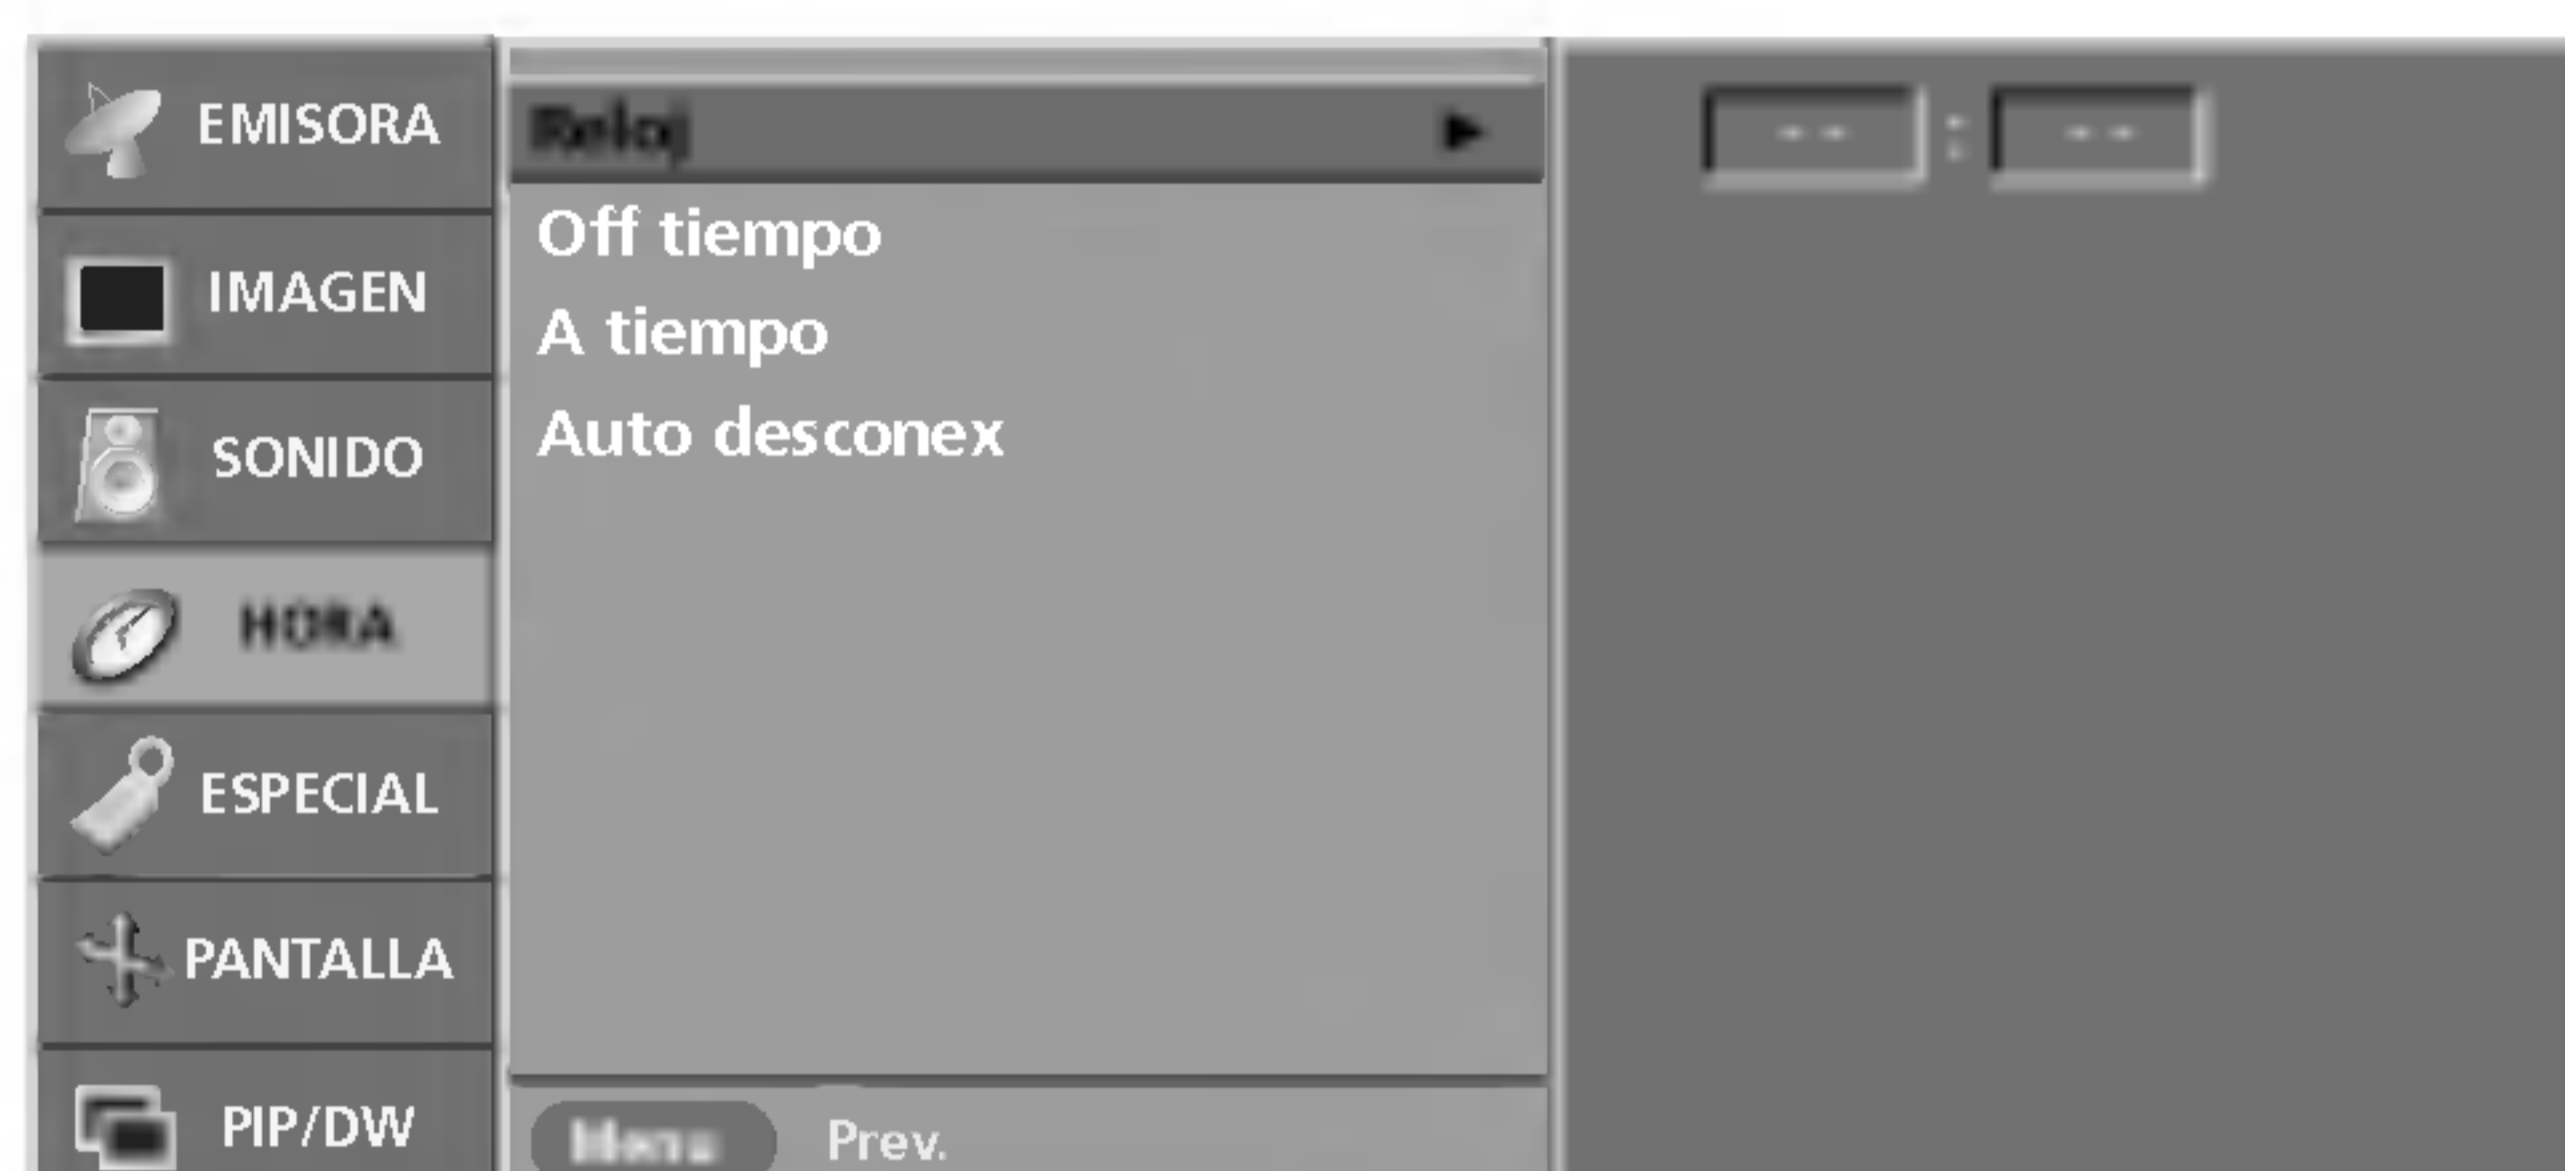 EMISORA
IMAGEN
SONIDO
HORA
ESPECIAL
PANTALLA
PIP/DW
Reloj
Off tiempo
A tiempo
Auto desconex
Menu Prev.
-- : --